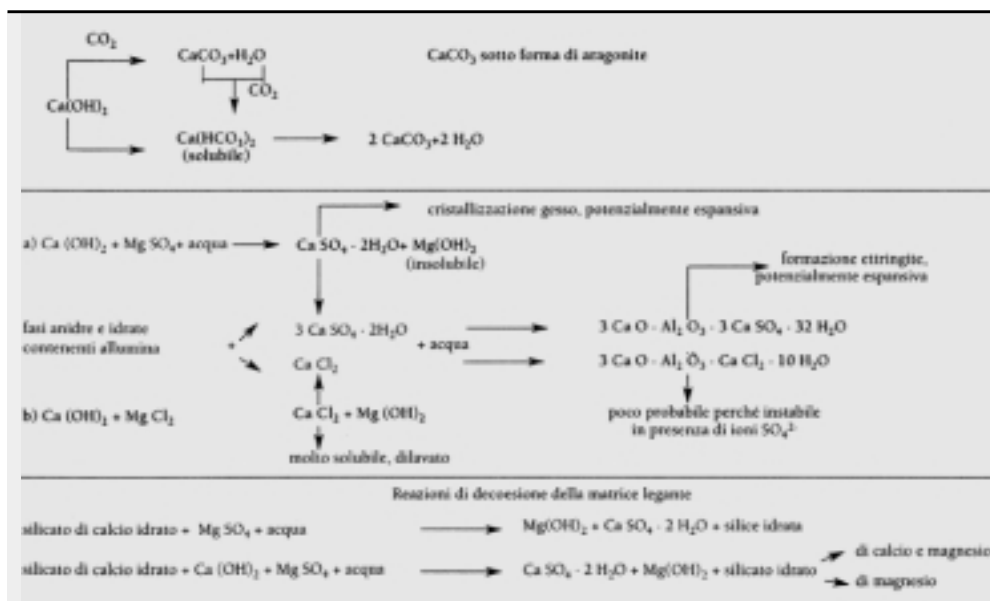 CO₂
CaCO₃+H₂O
CaCO₃ sotto forma di aragonite
CO₂
Ca(OH)₂
Ca(HCO₃)₂
(solubile)
2 CaCO₃+2 H₂O
cristallizzazione gesso, potenzialmente espansiva
a) Ca (OH)₂ + Mg SO₄+ acqua
Ca SO₄ · 2H₂O+ Mg(OH)₂
(insolubile)
formazione ettringite,
potenzialmente espansiva
fasi anidre e idrate
contenenti allumina
+
3 Ca SO₄ · 2H₂O
+ acqua
Ca Cl₂
3 Ca O · Al₂ O₃ · 3 Ca SO₄ · 32 H₂O
3 Ca O · Al₂ O₃ · Ca Cl₂ · 10 H₂O
b) Ca (OH)₂ + Mg Cl₂
Ca Cl₂ + Mg (OH)₂
molto solubile, dilavato
poco probabile perché instabile
in presenza di ioni SO₄²⁻
Reazioni di decoesione della matrice legante
silicato di calcio idrato + Mg SO₄ + acqua
Mg(OH)₂ + Ca SO₄ · 2 H₂O + silice idrata
silicato di calcio idrato + Ca (OH)₂ + Mg SO₄ + acqua
Ca SO₄ · 2 H₂O + Mg(OH)₂ + silicato idrato
di calcio e magnesio
di magnesio